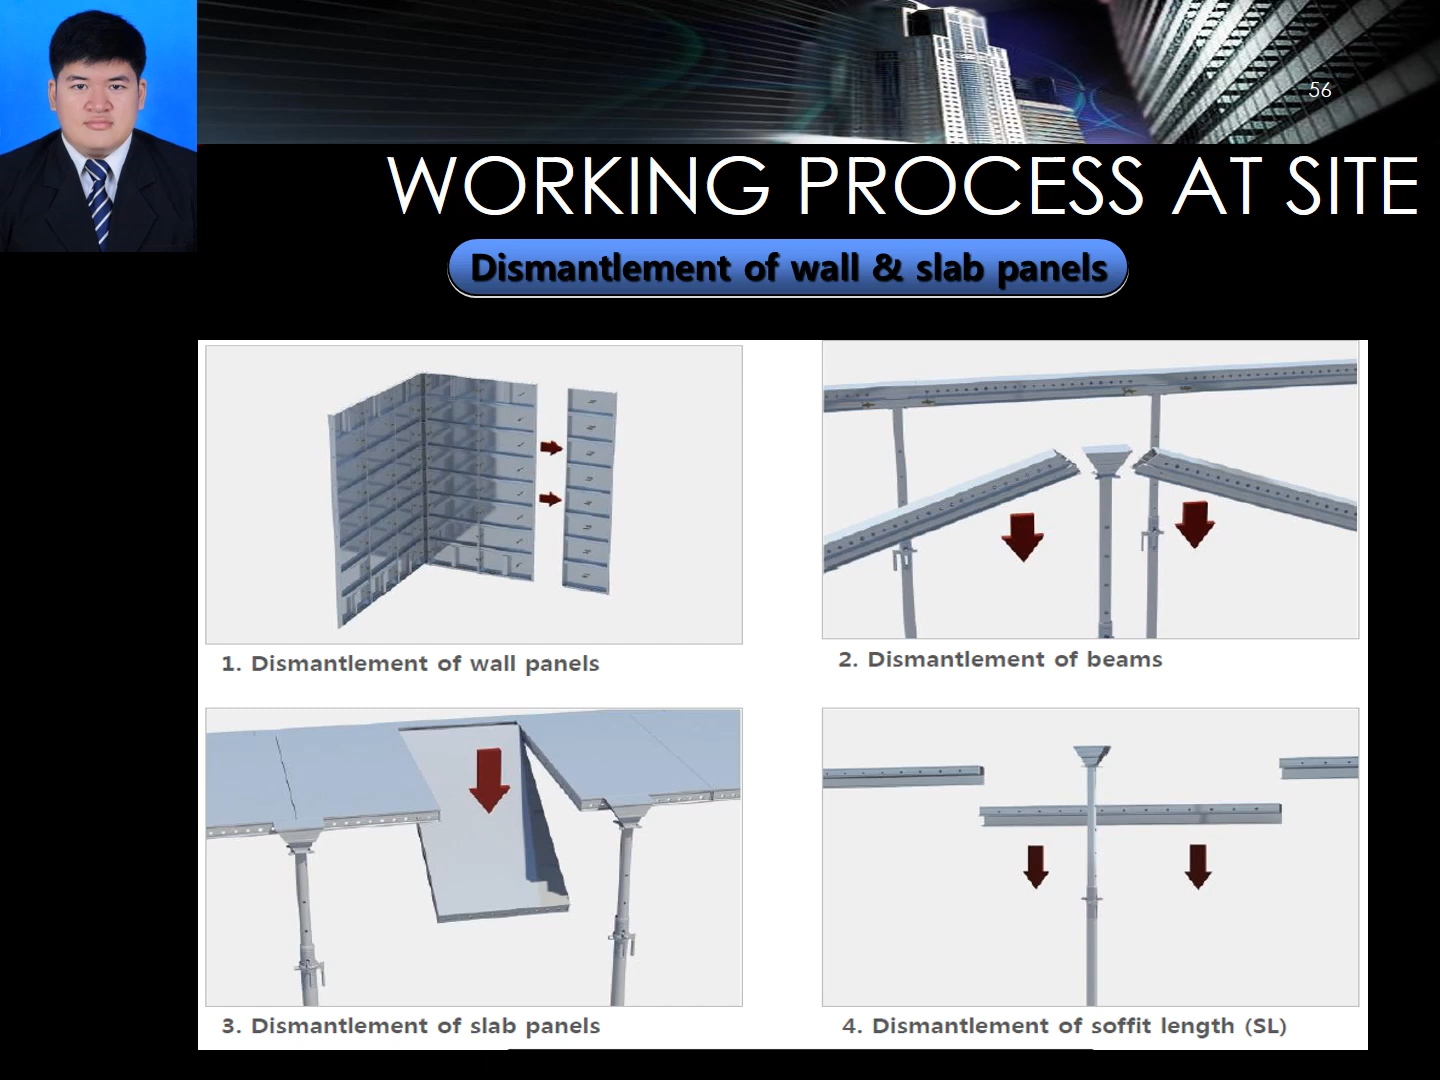 56
WORKING PROCESS AT SITE
Dismantlement of wall & slab panels
1. Dismantlement of wall panels
2. Dismantlement of beams
3. Dismantlement of slab panels
4. Dismantlement of soffit length (SL)